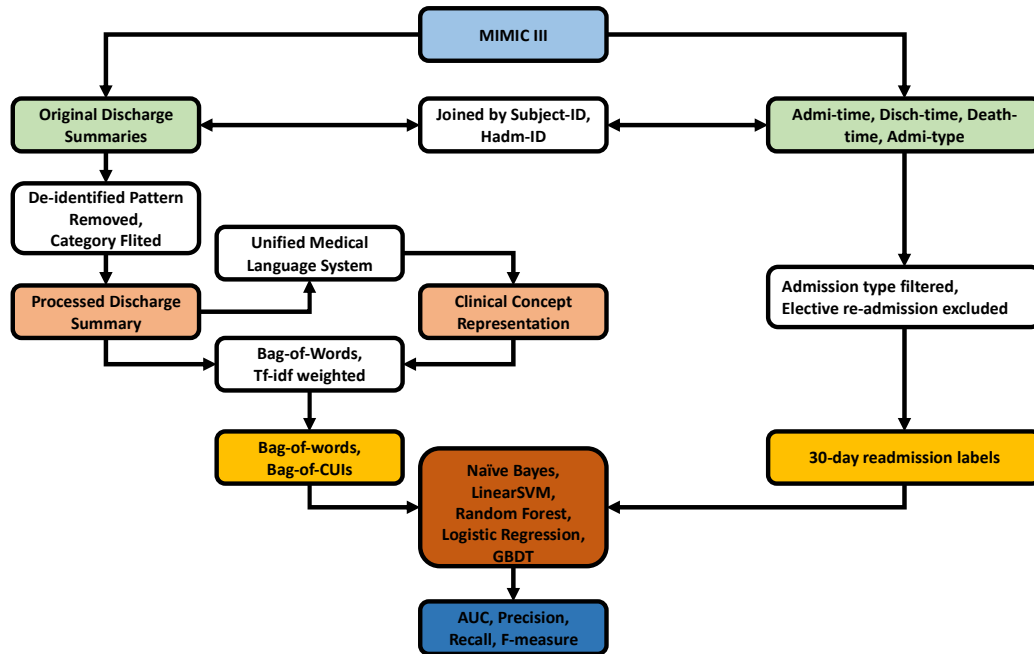 MIMIC III
Original Discharge
Summaries
Joined by Subject-ID,
Hadm-ID
Admi-time, Disch-time, Death-
time, Admi-type
De-identified Pattern
Removed,
Category Flited
Unified Medical
Language System
Processed Discharge
Summary
Clinical Concept
Representation
Admission type filtered,
Elective re-admission excluded
Bag-of-Words,
Tf-idf weighted
Bag-of-words,
Bag-of-CUIs
Naïve Bayes,
LinearSVM,
Random Forest,
Logistic Regression,
GBDT
30-day readmission labels
AUC, Precision,
Recall, F-measure